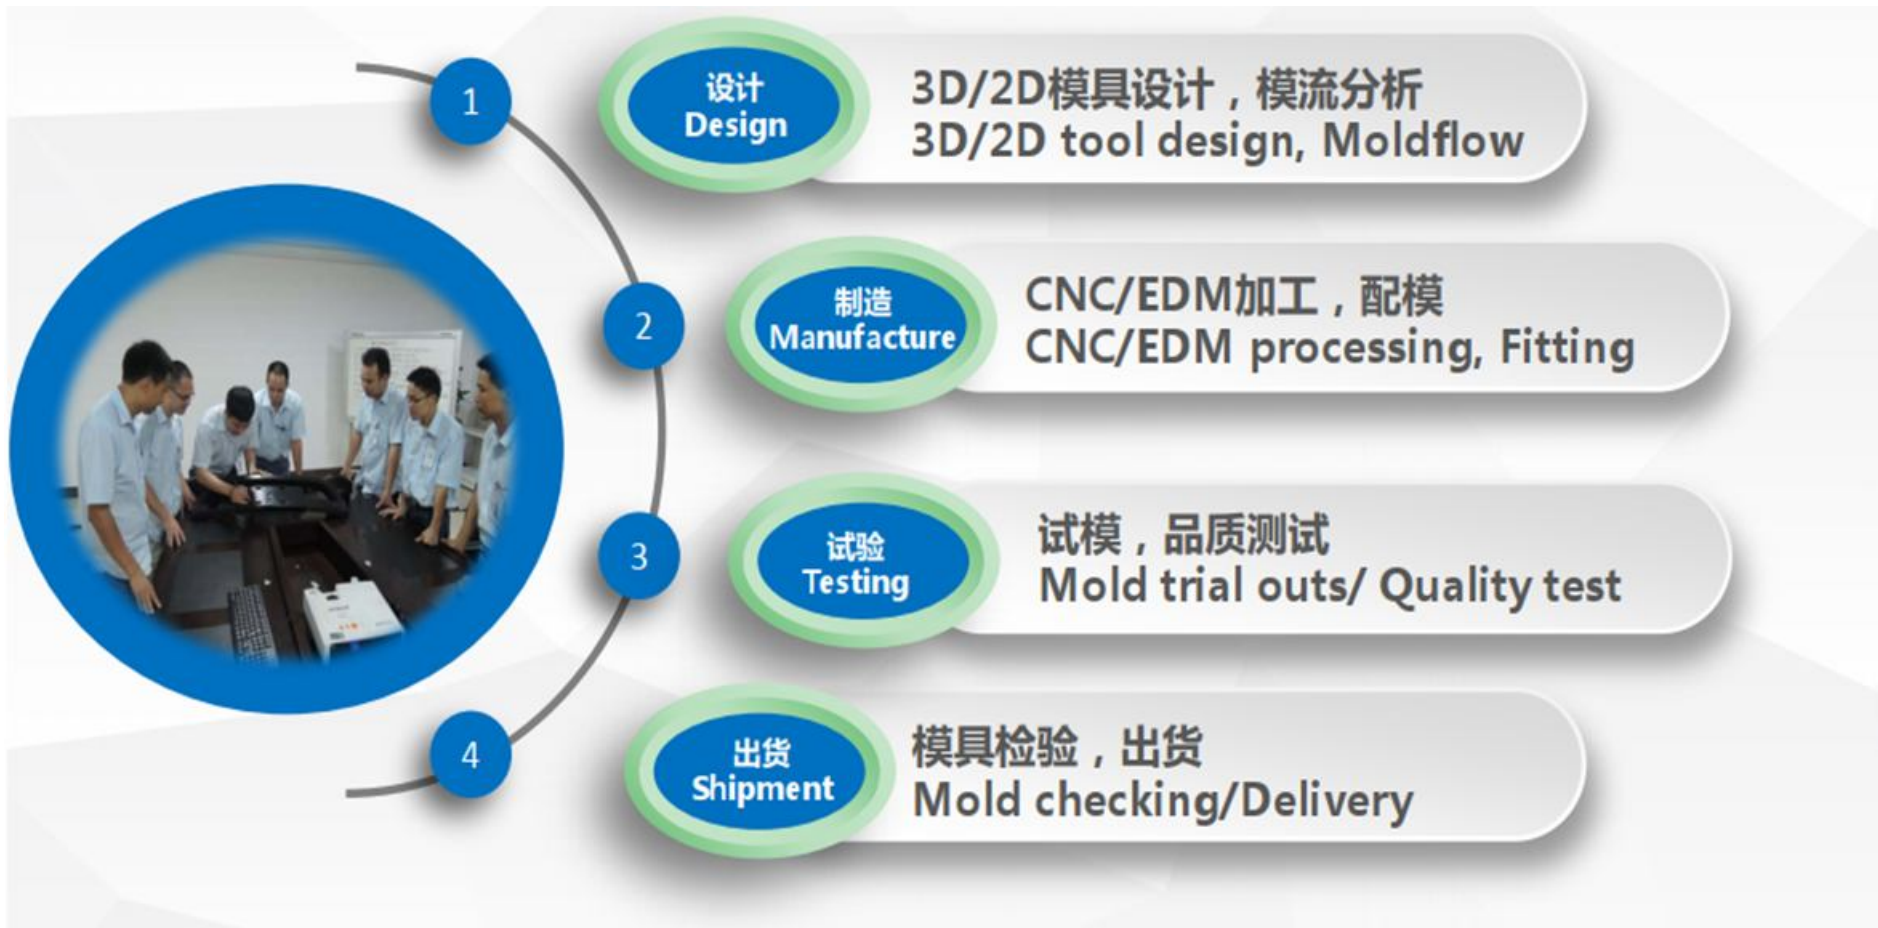 1
设计
Design
3D/2D模具设计，模流分析
3D/2D tool design, Moldflow
2
制造
Manufacture
CNC/EDM加工，配模
CNC/EDM processing, Fitting
3
试验
Testing
试模，品质测试
Mold trial outs/ Quality test
4
出货
Shipment
模具检验，出货
Mold checking/Delivery